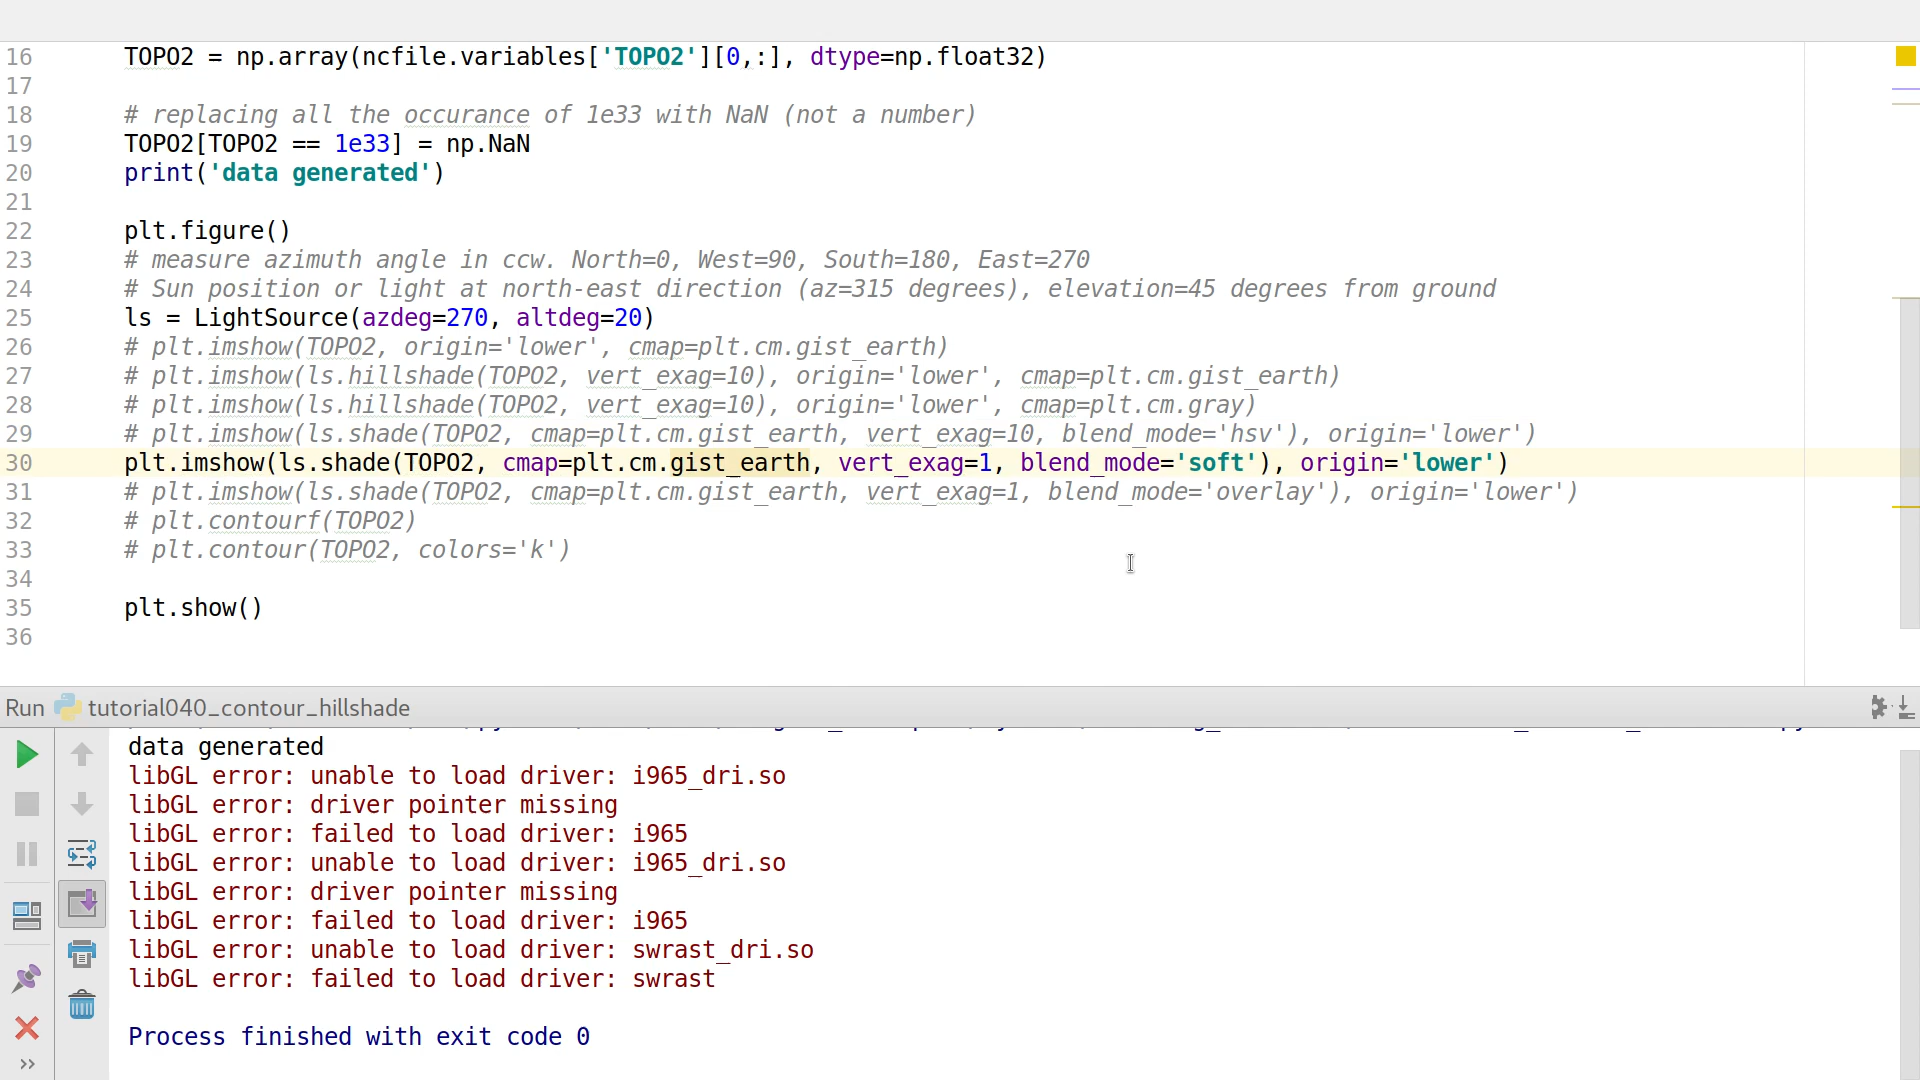 16 TOPO2 = np.array(ncfile.variables['TOPO2'][0,:], dtype=np.float32)
17
18 # replacing all the occurance of 1e33 with NaN (not a number)
19 TOPO2[TOPO2 == 1e33] = np.NaN
20 print('data generated')
21
22 plt.figure()
23 # measure azimuth angle in ccw. North=0, West=90, South=180, East=270
24 # Sun position or light at north-east direction (az=315 degrees), elevation=45 degrees from ground
25 ls = LightSource(azdeg=270, altdeg=20)
26 # plt.imshow(TOPO2, origin='lower', cmap=plt.cm.gist_earth)
27 # plt.imshow(ls.hillshade(TOPO2, vert_exag=10), origin='lower', cmap=plt.cm.gist_earth)
28 # plt.imshow(ls.hillshade(TOPO2, vert_exag=10), origin='lower', cmap=plt.cm.gray)
29 # plt.imshow(ls.shade(TOPO2, cmap=plt.cm.gist_earth, vert_exag=10, blend_mode='hsv'), origin='lower')
30 plt.imshow(ls.shade(TOPO2, cmap=plt.cm.gist_earth, vert_exag=1, blend_mode='soft'), origin='lower')
31 # plt.imshow(ls.shade(TOPO2, cmap=plt.cm.gist_earth, vert_exag=1, blend_mode='overlay'), origin='lower')
32 # plt.contourf(TOPO2)
33 # plt.contour(TOPO2, colors='k')
34
35 plt.show()
36
Run tutorial040_contour_hillshade
data generated
libGL error: unable to load driver: i965_dri.so
libGL error: driver pointer missing
libGL error: failed to load driver: i965
libGL error: unable to load driver: i965_dri.so
libGL error: driver pointer missing
libGL error: failed to load driver: i965
libGL error: unable to load driver: swrast_dri.so
libGL error: failed to load driver: swrast
Process finished with exit code 0